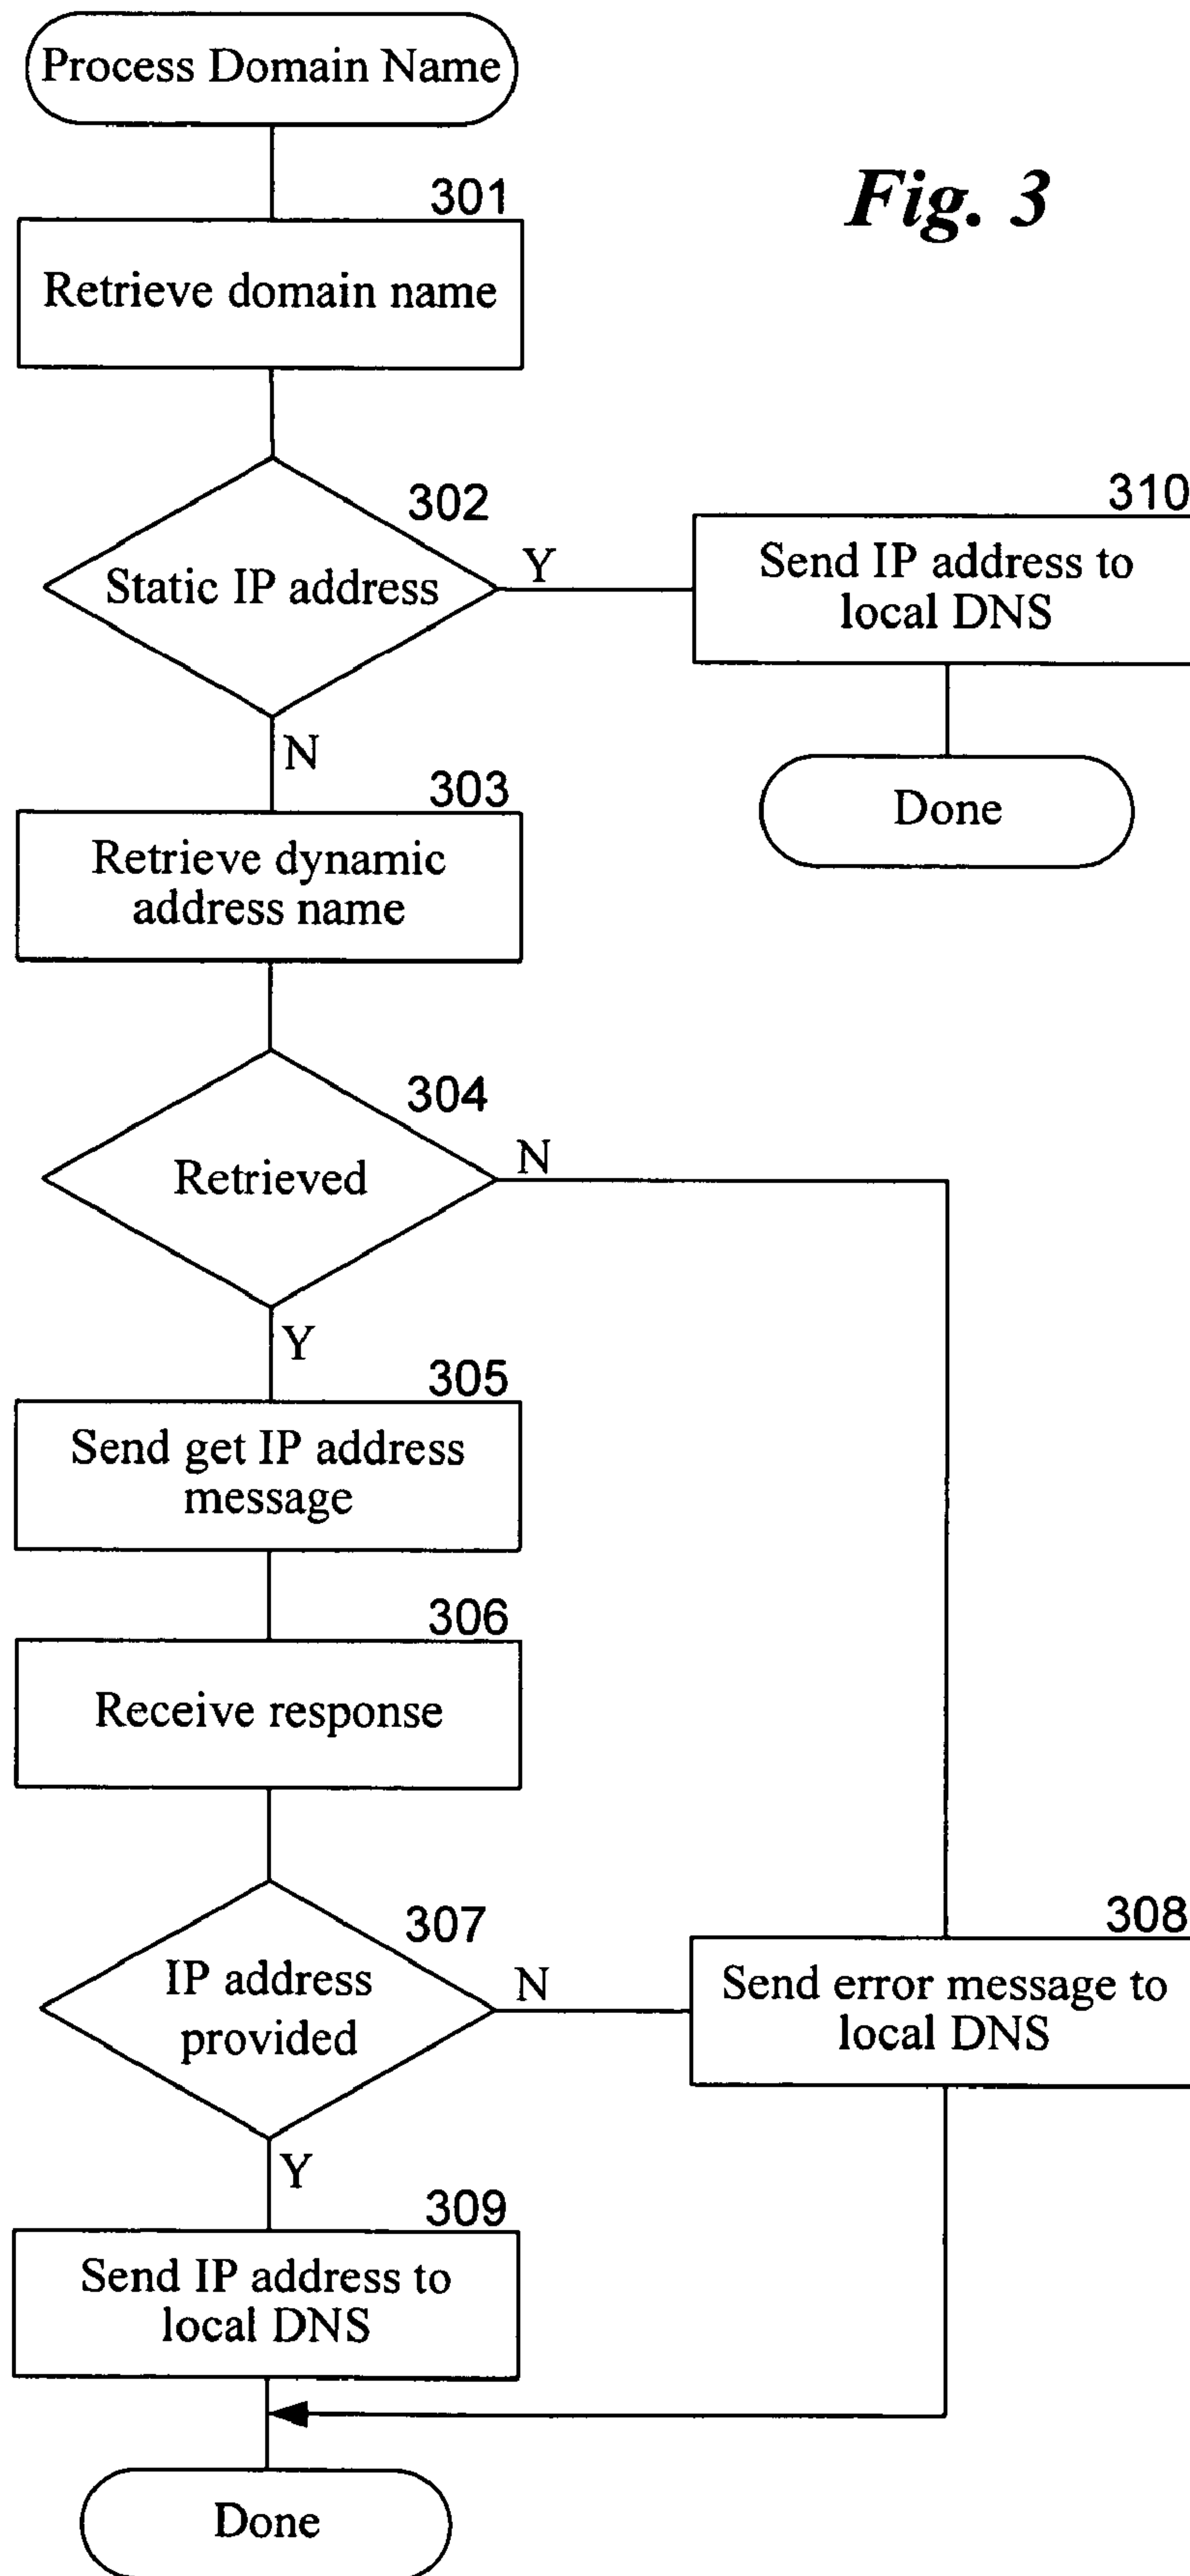 Process Domain Name
Fig. 3
301
Retrieve domain name
302
Static IP address
Y
N
310
Send IP address to
local DNS
Done
303
Retrieve dynamic
address name
304
Retrieved
N
Y
305
Send get IP address
message
306
Receive response
307
IP address
provided
N
Y
308
Send error message to
local DNS
309
Send IP address to
local DNS
Done